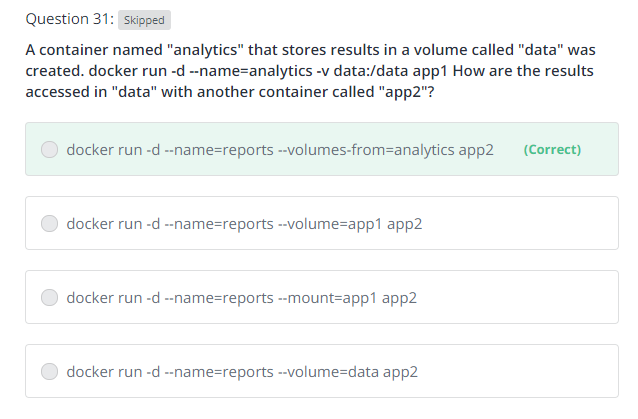 Question 31: Skipped
A container named "analytics" that stores results in a volume called "data" was
created. docker run -d --name=analytics -v data:/data app1 How are the results
accessed in "data" with another container called "app2"?
docker run -d --name=reports --volumes-from=analytics app2 (Correct)
docker run -d --name=reports --volume=app1 app2
docker run -d --name=reports --mount=app1 app2
docker run -d --name=reports --volume=data app2